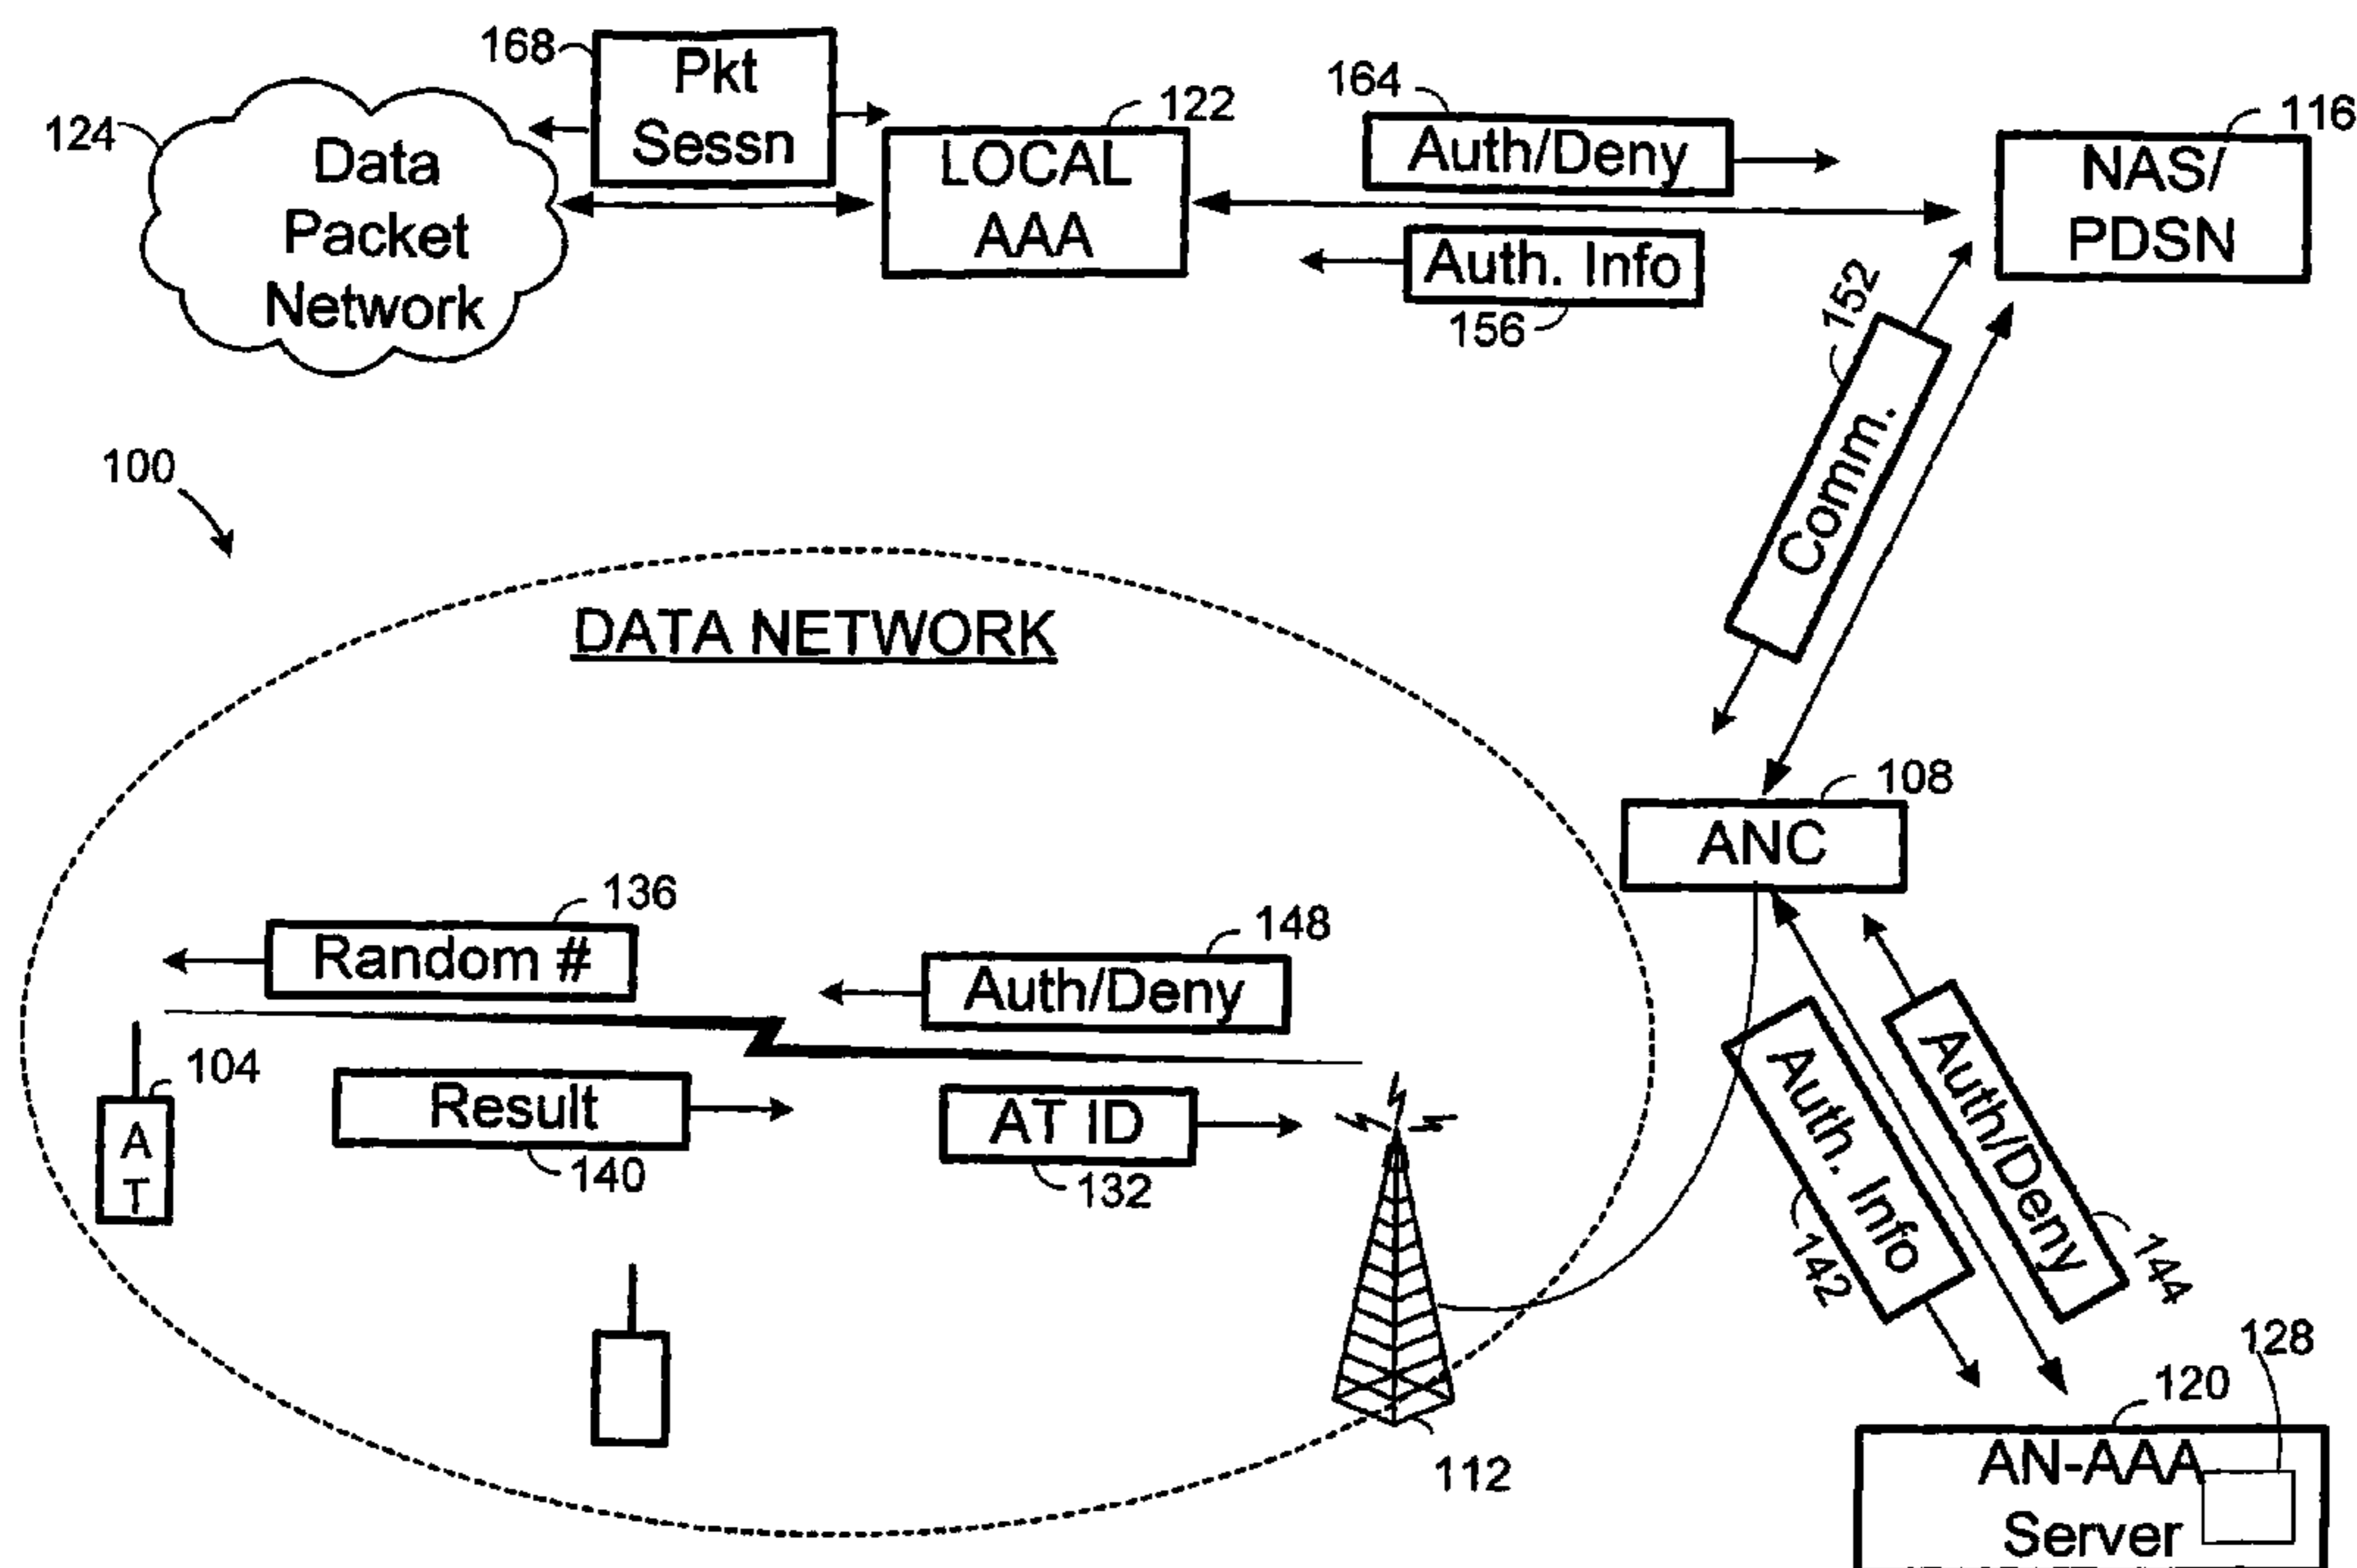 168
Pkt
Sessn
124
Data
Packet
Network
122
LOCAL
AAA
164
Auth/Deny
Auth. Info
156
116
NAS/
PDSN
152
Comm.
100
DATA NETWORK
108
ANC
136
Random #
148
Auth/Deny
104
A
T
Result
140
AT ID
132
112
Auth. Info
142
Auth/Deny
144
128
120
AN-AAA
Server